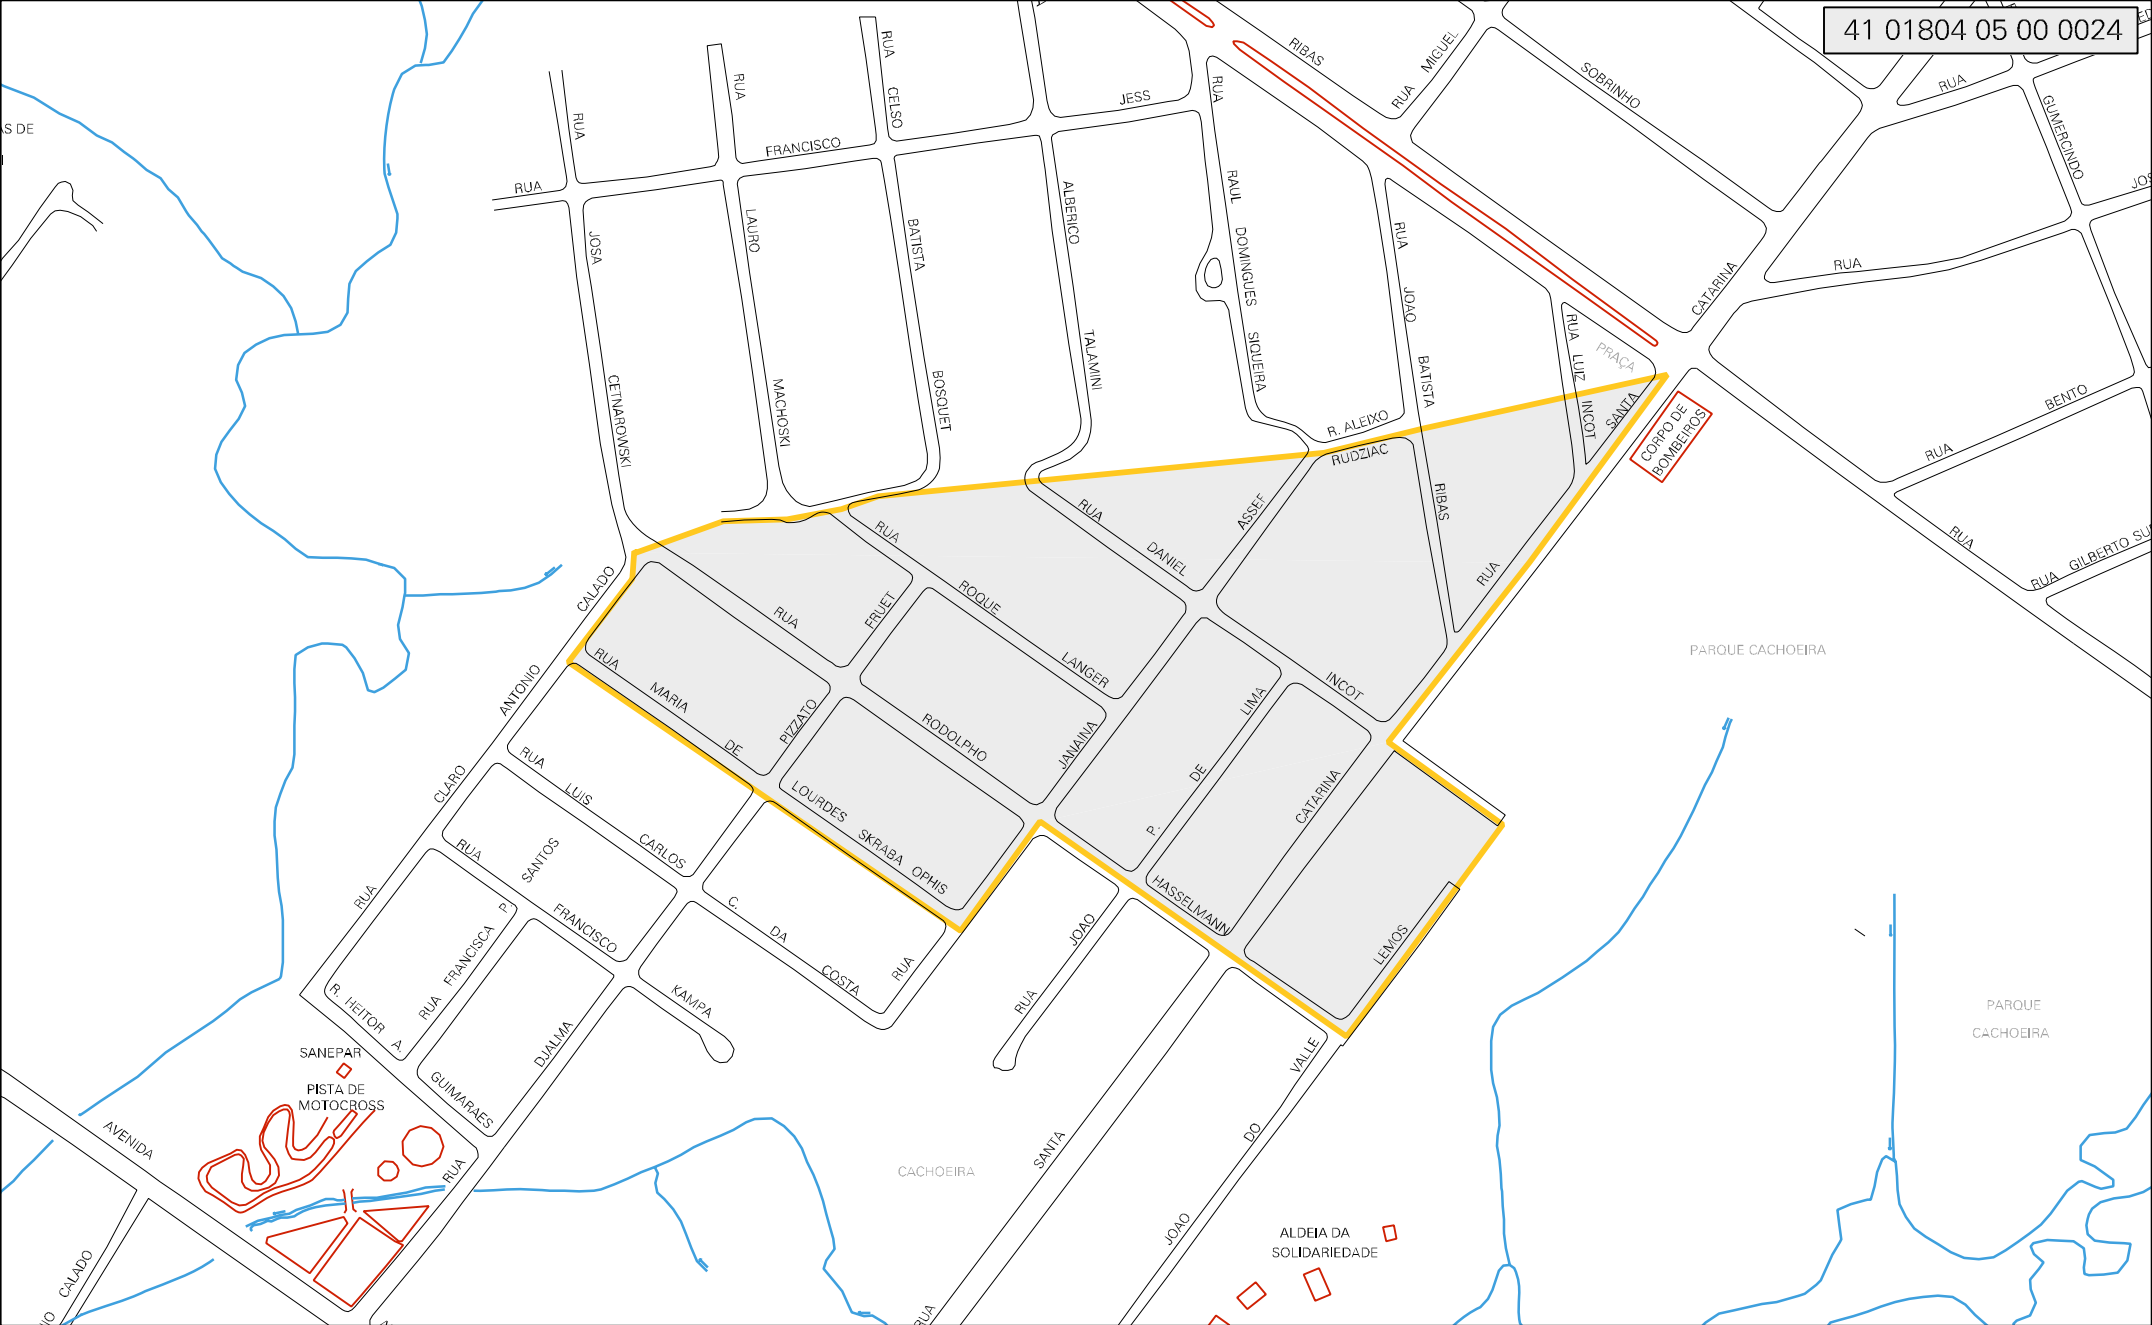 41 01804 05 00 0024
AS DE
RUA JOSA CETNAROWSKI
RUA LAURO MACHOSKI
RUA CELSO BATISTA BOSQUET
RUA FRANCISCO JESS
ALBERICO TALAMINI
RUA RAUL DOMINGUES SIQUEIRA
RUA JOAO BATISTA RIBAS
RUA LUIZ INCOT
RIBAS
RUA MIGUEL
SOBRINHO
RUA
GUMERCINDO
JOS
RUA
CATARINA
PRAÇA
SANTA
RUA
CORPO DE
BOMBEIROS
RUA BENTO
RUA
RUA GILBERTO
R. ALEIXO
RUDZIAC
ASSEF
RUA DANIEL INCOT
RUA ROQUE LANGER
FRUET
RUA RODOLPHO HASSELMANN
PIZZATO
RUA MARIA DE LOURDES SKRABA OPHIS
JANAINA
P. DE LIMA
CATARINA
LEMOS
PARQUE CACHOEIRA
RUA CLARO ANTONIO CALADO
RUA LUIS CARLOS C. DA COSTA
RUA FRANCISCO KAMPA
SANTOS
RUA FRANCISCA P.
R. HEITOR A. GUIMARAES
RUA DJALMA
RUA
RUA JOAO
RUA SANTA
JOAO DO VALLE
SANEPAR
PISTA DE
MOTOCROSS
AVENIDA
CALADO
CACHOEIRA
ALDEIA DA
SOLIDARIEDADE
PARQUE
CACHOEIRA